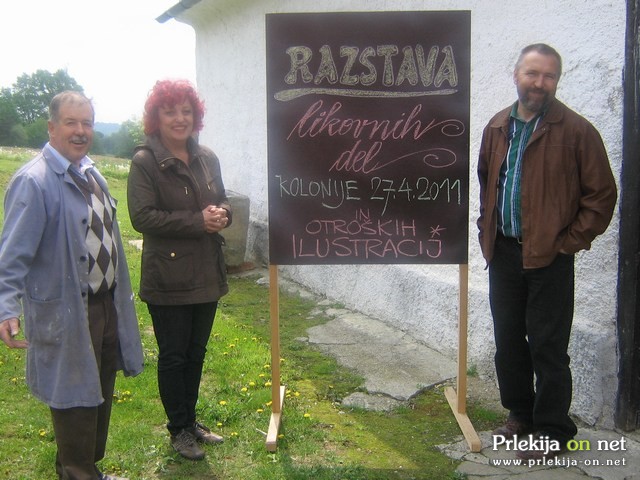 RAZSTAVA
likovnih
del
KOLONIJE 27.4.2011
IN
OTROŠKIH
ILUSTRACIJ
Prlekija on net
www.prlekija-on.net